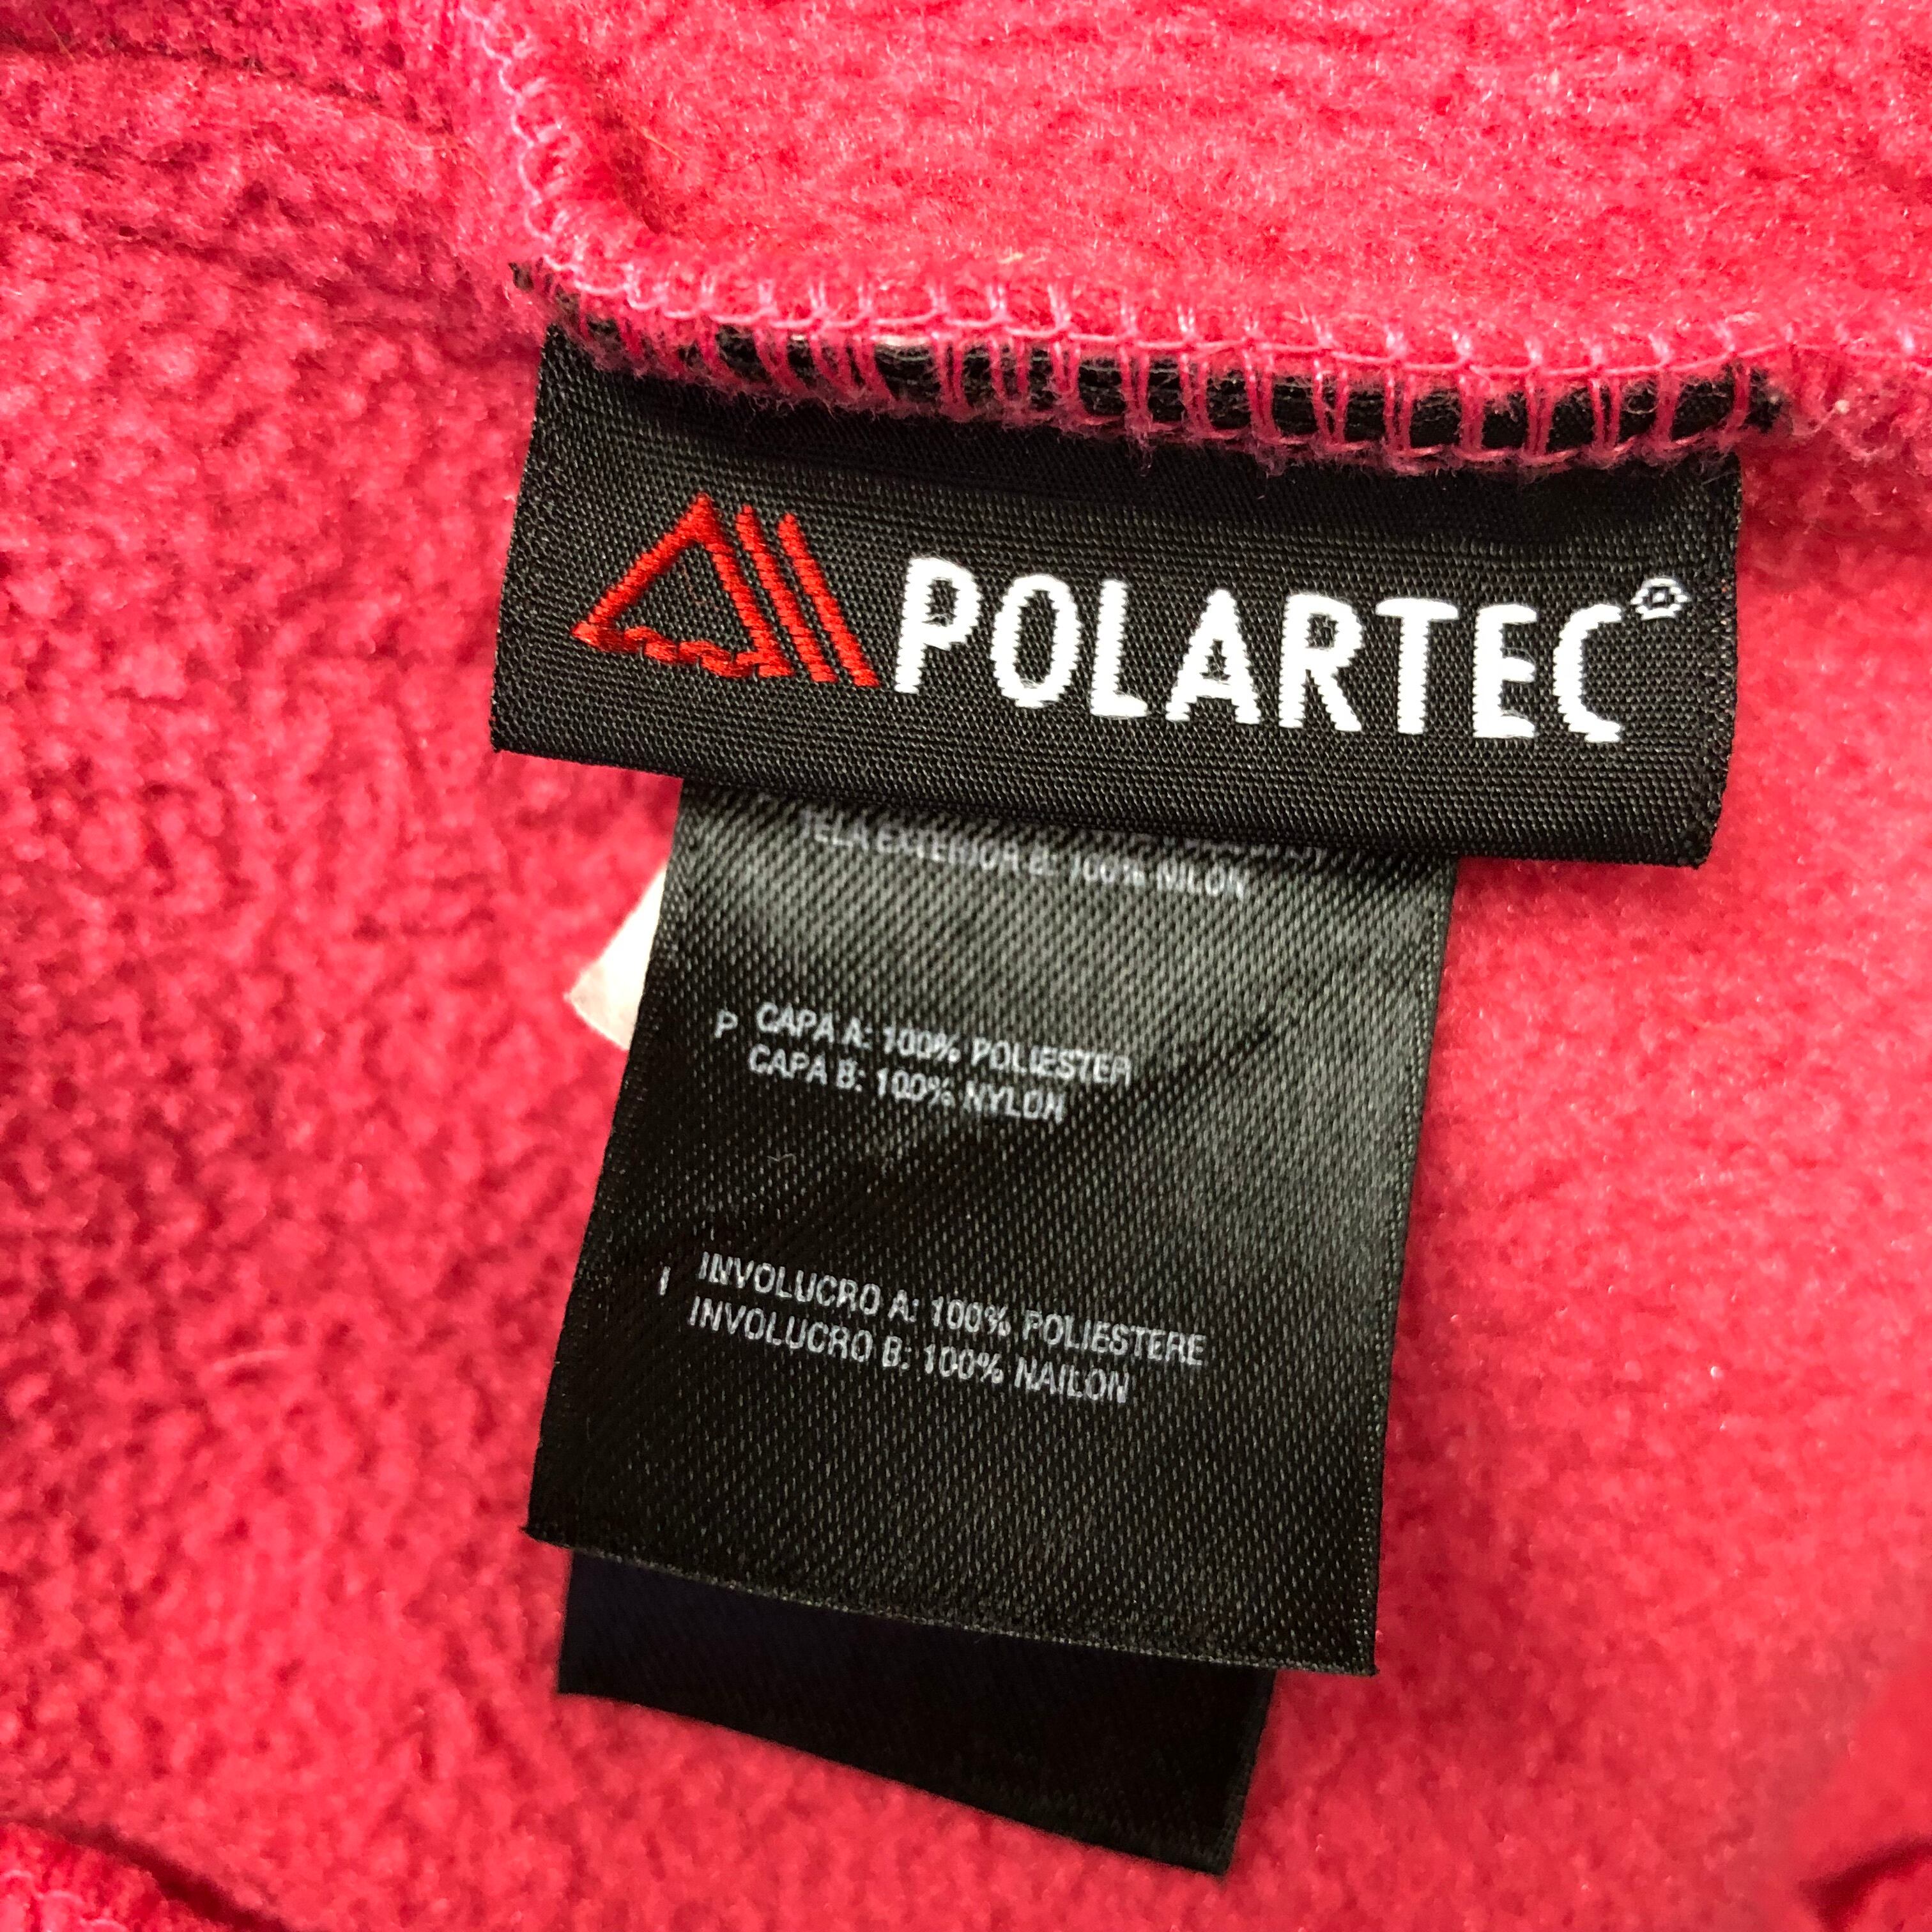 POLARTEC®
TELA EXTERIOR B: 100% NILON
P CAPA A: 100% POLIESTER
CAPA B: 100% NYLON
I INVOLUCRO A: 100% POLIESTERE
INVOLUCRO B: 100% NAILON